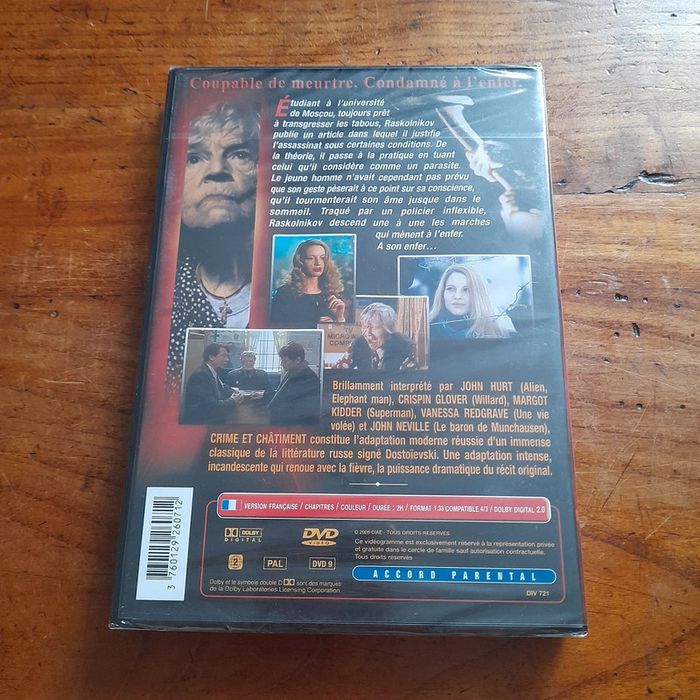 Coupable de meurtre. Condamné à l'enfer.
Étudiant à l'université
de Moscou, toujours prêt
à transgresser les tabous, Raskolnikov
publie un article dans lequel il justifie
l'assassinat sous certaines conditions. De
la théorie, il passe à la pratique en tuant
celui qu'il considère comme un parasite.
Le jeune homme n'avait cependant pas prévu
que son geste pèserait à ce point sur sa conscience,
qu'il tourmenterait son âme jusque dans le
sommeil. Traqué par un policier inflexible,
Raskolnikov descend une à une les marches
qui mènent à l'enfer.
A son enfer...
Brillamment interprété par JOHN HURT (Alien,
Elephant man), CRISPIN GLOVER (Willard), MARGOT
KIDDER (Superman), VANESSA REDGRAVE (Une vie
volée) et JOHN NEVILLE (Le baron de Munchausen),
CRIME ET CHÂTIMENT constitue l'adaptation moderne réussie d'un immense
classique de la littérature russe signé Dostoïevski. Une adaptation intense,
incandescente qui renoue avec la fièvre, la puissance dramatique du récit original.
VERSION FRANÇAISE / CHAPITRES / COULEUR / DURÉE : 2H / FORMAT 1.33 COMPATIBLE 4/3 / DOLBY DIGITAL 2.0
DOLBY
DIGITAL
DVD
VIDEO
2
PAL
DVD 9
Dolby et le symbole double D sont des marques
de la Dolby Laboratories Licensing Corporation
CIAE - TOUS DROITS RÉSERVÉS
Ce vidéogramme est exclusivement réservé à la représentation privée
et gratuite dans le cercle de famille sauf autorisation contractuelle.
Tous droits réservés
ACCORD PARENTAL
DIV 721
3 760129 260712